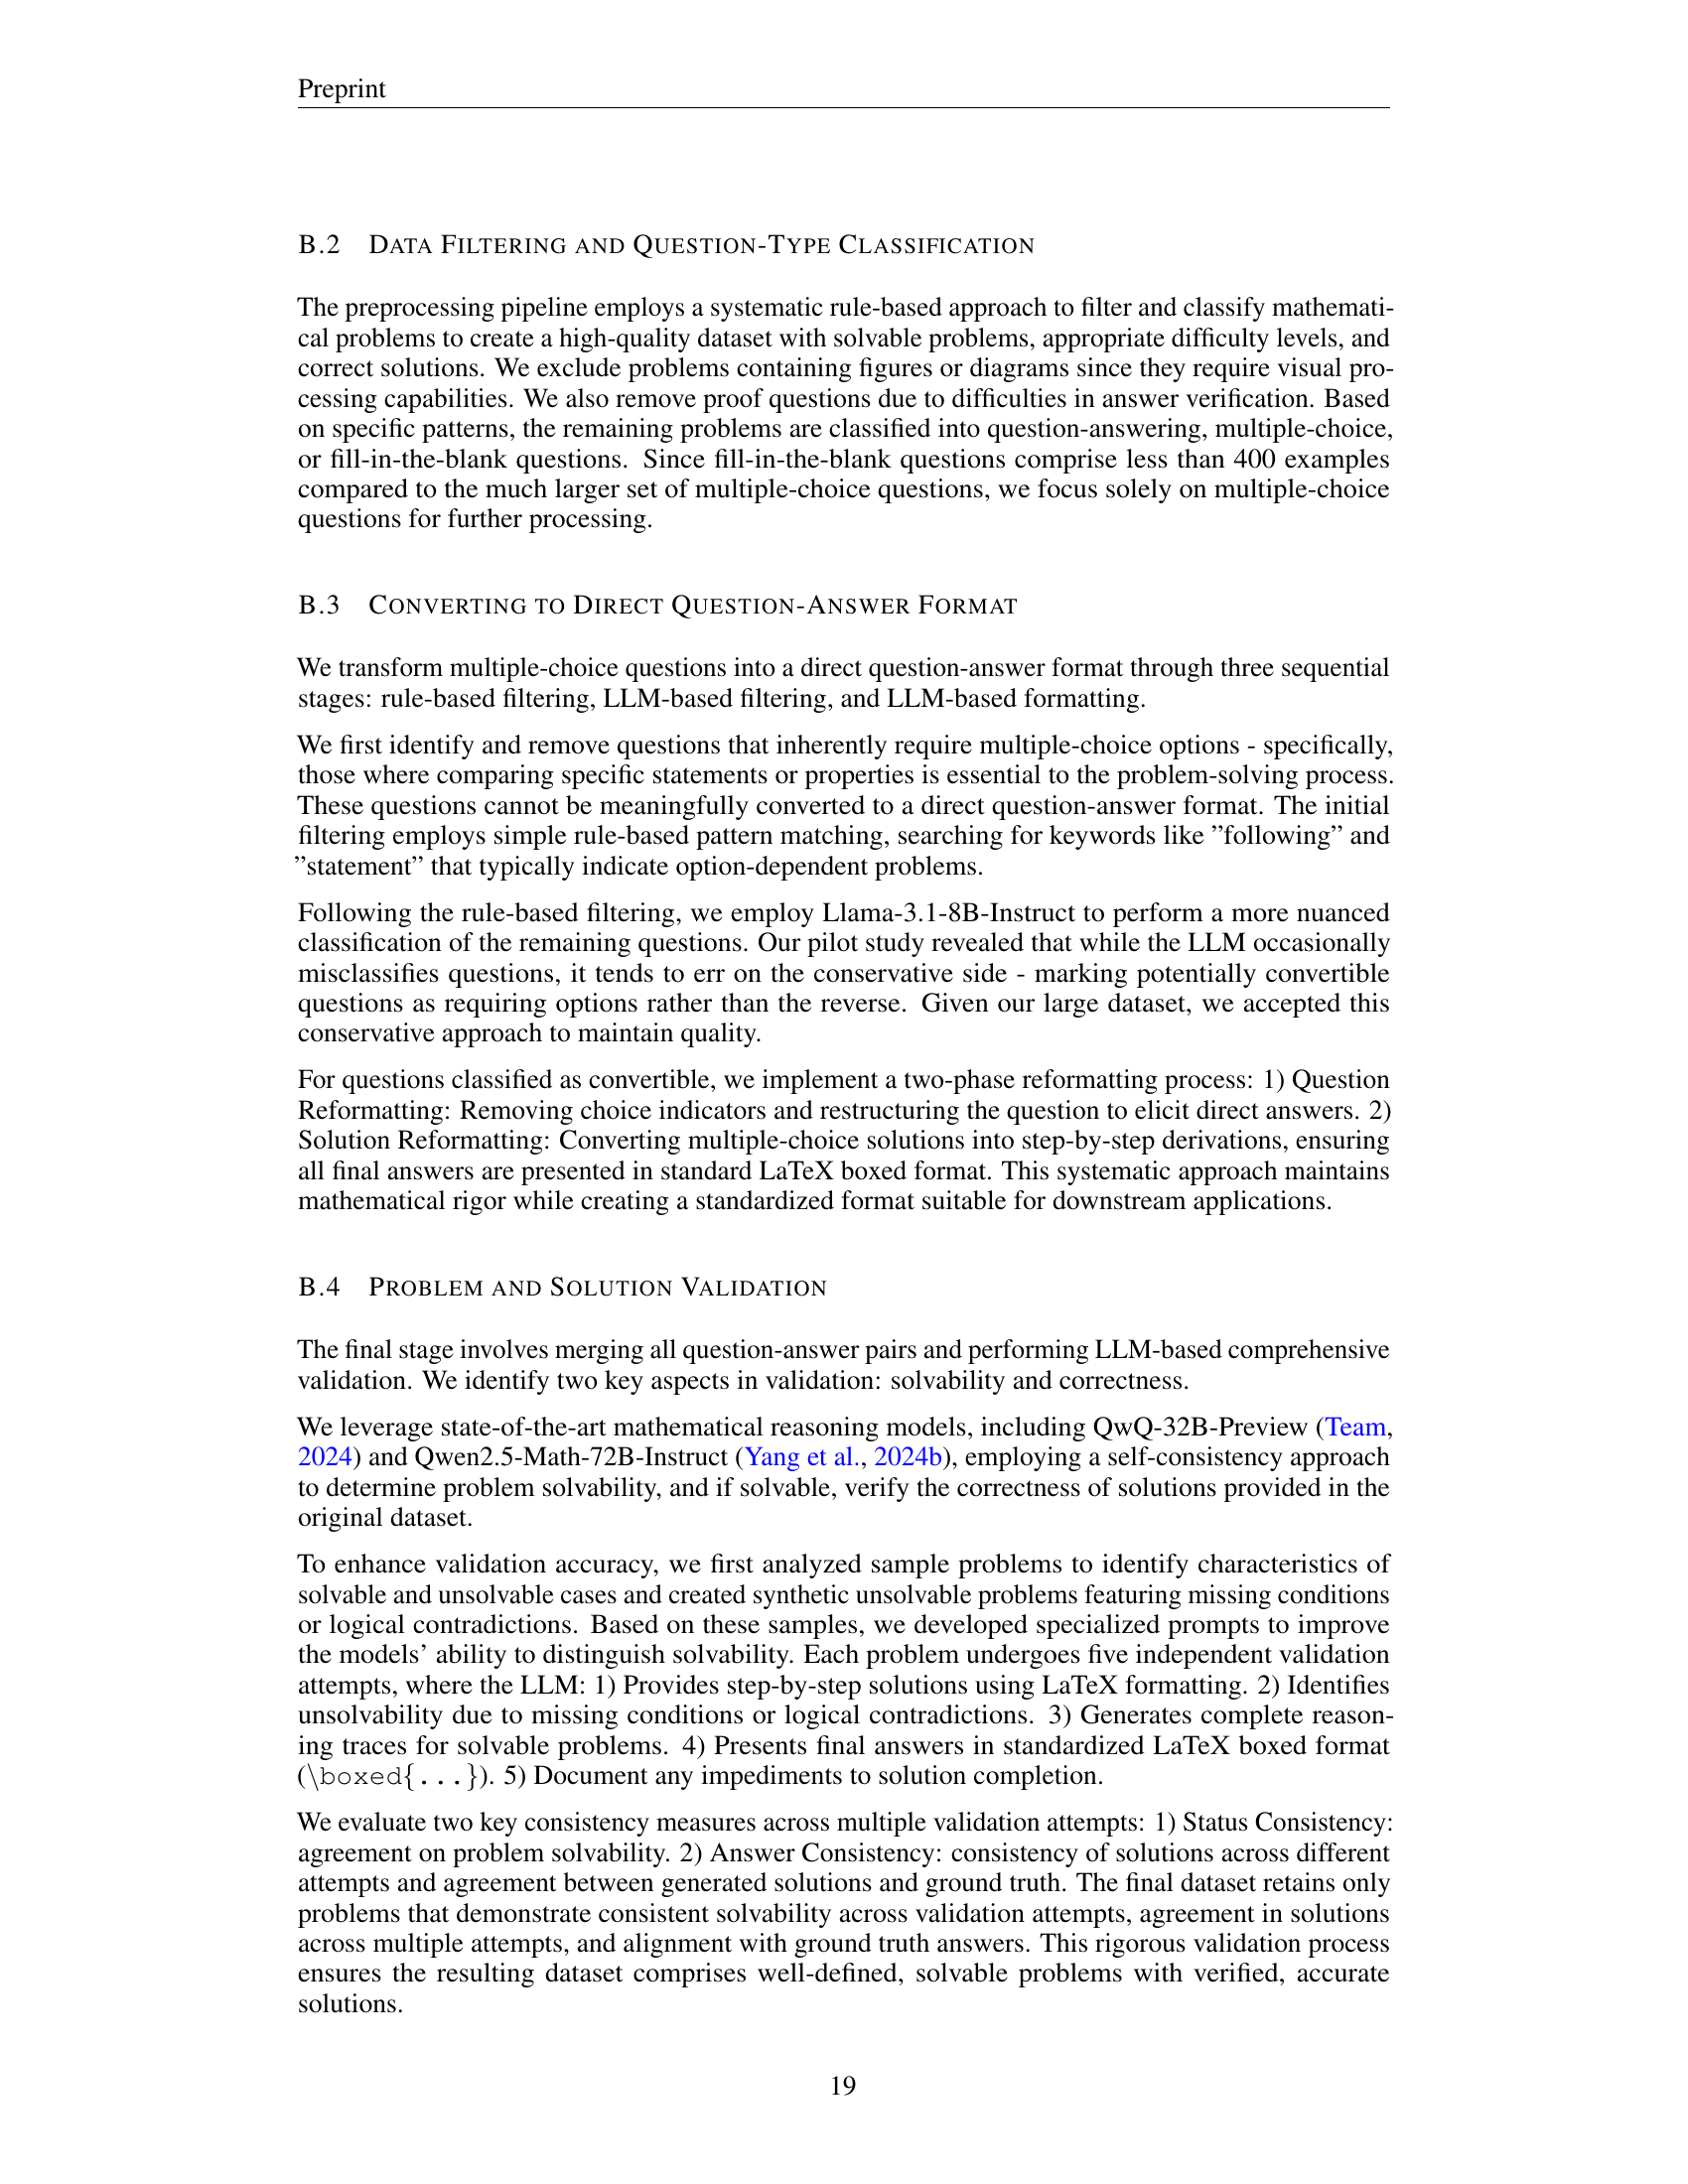 Preprint
B.2 DATA FILTERING AND QUESTION-TYPE CLASSIFICATION
The preprocessing pipeline employs a systematic rule-based approach to filter and classify mathemati-
cal problems to create a high-quality dataset with solvable problems, appropriate difficulty levels, and
correct solutions. We exclude problems containing figures or diagrams since they require visual pro-
cessing capabilities. We also remove proof questions due to difficulties in answer verification. Based
on specific patterns, the remaining problems are classified into question-answering, multiple-choice,
or fill-in-the-blank questions. Since fill-in-the-blank questions comprise less than 400 examples
compared to the much larger set of multiple-choice questions, we focus solely on multiple-choice
questions for further processing.
B.3 CONVERTING TO DIRECT QUESTION-ANSWER FORMAT
We transform multiple-choice questions into a direct question-answer format through three sequential
stages: rule-based filtering, LLM-based filtering, and LLM-based formatting.
We first identify and remove questions that inherently require multiple-choice options - specifically,
those where comparing specific statements or properties is essential to the problem-solving process.
These questions cannot be meaningfully converted to a direct question-answer format. The initial
filtering employs simple rule-based pattern matching, searching for keywords like ”following” and
”statement” that typically indicate option-dependent problems.
Following the rule-based filtering, we employ Llama-3.1-8B-Instruct to perform a more nuanced
classification of the remaining questions. Our pilot study revealed that while the LLM occasionally
misclassifies questions, it tends to err on the conservative side - marking potentially convertible
questions as requiring options rather than the reverse. Given our large dataset, we accepted this
conservative approach to maintain quality.
For questions classified as convertible, we implement a two-phase reformatting process: 1) Question
Reformatting: Removing choice indicators and restructuring the question to elicit direct answers. 2)
Solution Reformatting: Converting multiple-choice solutions into step-by-step derivations, ensuring
all final answers are presented in standard LaTeX boxed format. This systematic approach maintains
mathematical rigor while creating a standardized format suitable for downstream applications.
B.4 PROBLEM AND SOLUTION VALIDATION
The final stage involves merging all question-answer pairs and performing LLM-based comprehensive
validation. We identify two key aspects in validation: solvability and correctness.
We leverage state-of-the-art mathematical reasoning models, including QwQ-32B-Preview (Team,
2024) and Qwen2.5-Math-72B-Instruct (Yang et al., 2024b), employing a self-consistency approach
to determine problem solvability, and if solvable, verify the correctness of solutions provided in the
original dataset.
To enhance validation accuracy, we first analyzed sample problems to identify characteristics of
solvable and unsolvable cases and created synthetic unsolvable problems featuring missing conditions
or logical contradictions. Based on these samples, we developed specialized prompts to improve
the models’ ability to distinguish solvability. Each problem undergoes five independent validation
attempts, where the LLM: 1) Provides step-by-step solutions using LaTeX formatting. 2) Identifies
unsolvability due to missing conditions or logical contradictions. 3) Generates complete reason-
ing traces for solvable problems. 4) Presents final answers in standardized LaTeX boxed format
(\boxed{...}). 5) Document any impediments to solution completion.
We evaluate two key consistency measures across multiple validation attempts: 1) Status Consistency:
agreement on problem solvability. 2) Answer Consistency: consistency of solutions across different
attempts and agreement between generated solutions and ground truth. The final dataset retains only
problems that demonstrate consistent solvability across validation attempts, agreement in solutions
across multiple attempts, and alignment with ground truth answers. This rigorous validation process
ensures the resulting dataset comprises well-defined, solvable problems with verified, accurate
solutions.
19